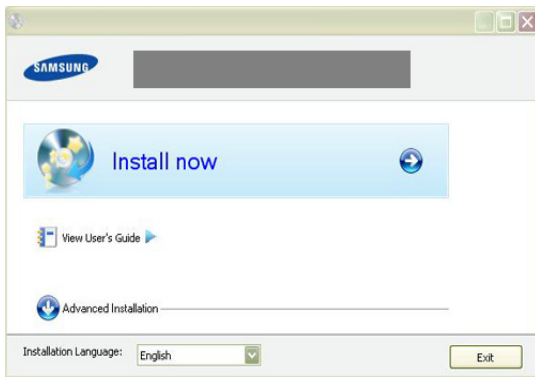 SAMSUNG
Install now
View User's Guide
Advanced Installation
Installation Language: English
Exit